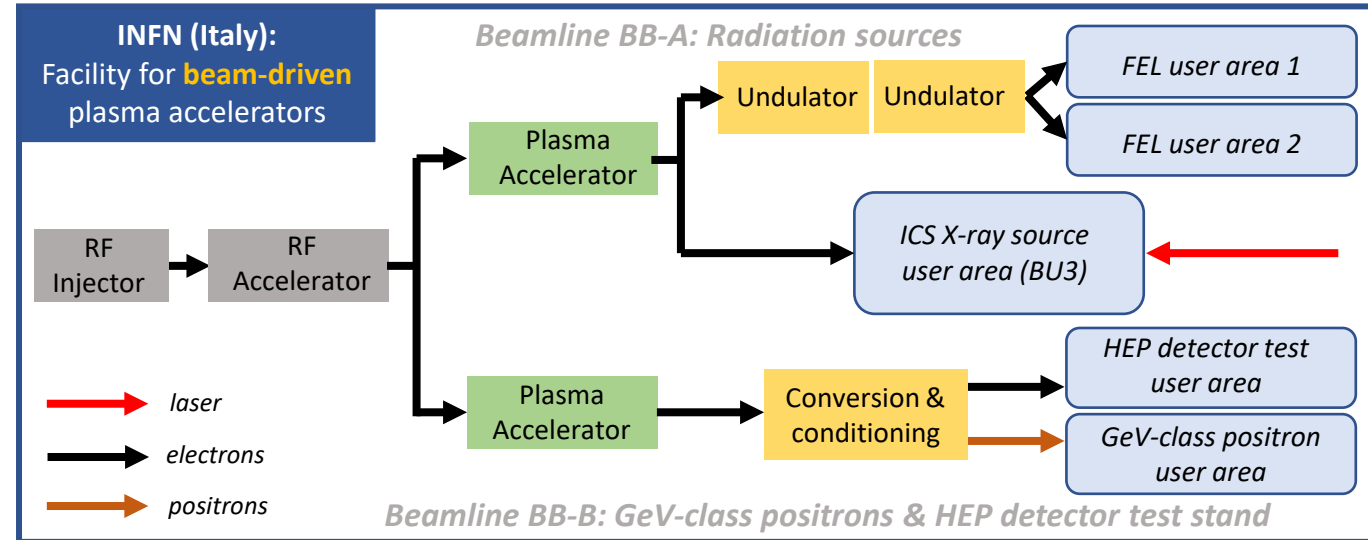 INFN (Italy):
Facility for beam-driven
plasma accelerators
Beamline BB-A: Radiation sources
Undulator
Undulator
FEL user area 1
FEL user area 2
Plasma
Accelerator
ICS X-ray source
user area (BU3)
RF
Injector
RF
Accelerator
Plasma
Accelerator
Conversion &
conditioning
HEP detector test
user area
GeV-class positron
user area
laser
electrons
positrons
Beamline BB-B: GeV-class positrons & HEP detector test stand